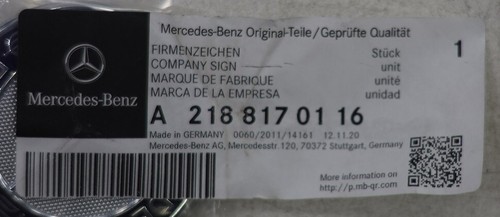 Mercedes-Benz Original-Teile/Geprüfte Qualität
FIRMENZEICHEN Stück 1
COMPANY SIGN unit
MARQUE DE FABRIQUE unité
MARCA DE LA EMPRESA unidad
Mercedes-Benz
A 218 817 01 16
Made in GERMANY 0060/2011/14161 12.11.20
Mercedes-Benz AG, Mercedesstr. 120, 70372 Stuttgart, Germany
More information on
http://p.mb-qr.com